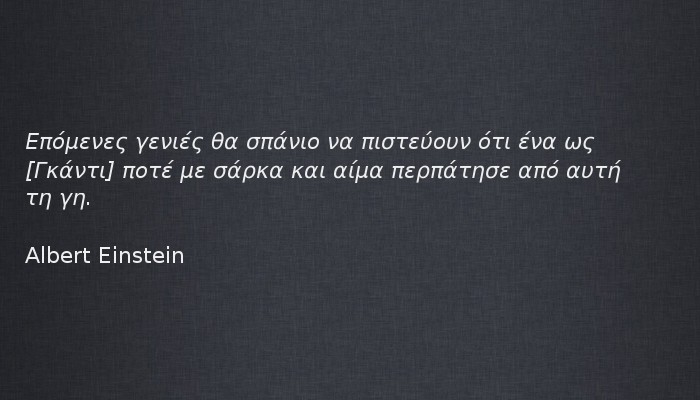 Επόμενες γενιές θα σπάνιο να πιστεύουν ότι ένα ως
[Γκάντι] ποτέ με σάρκα και αίμα περπάτησε από αυτή
τη γη.
Albert Einstein